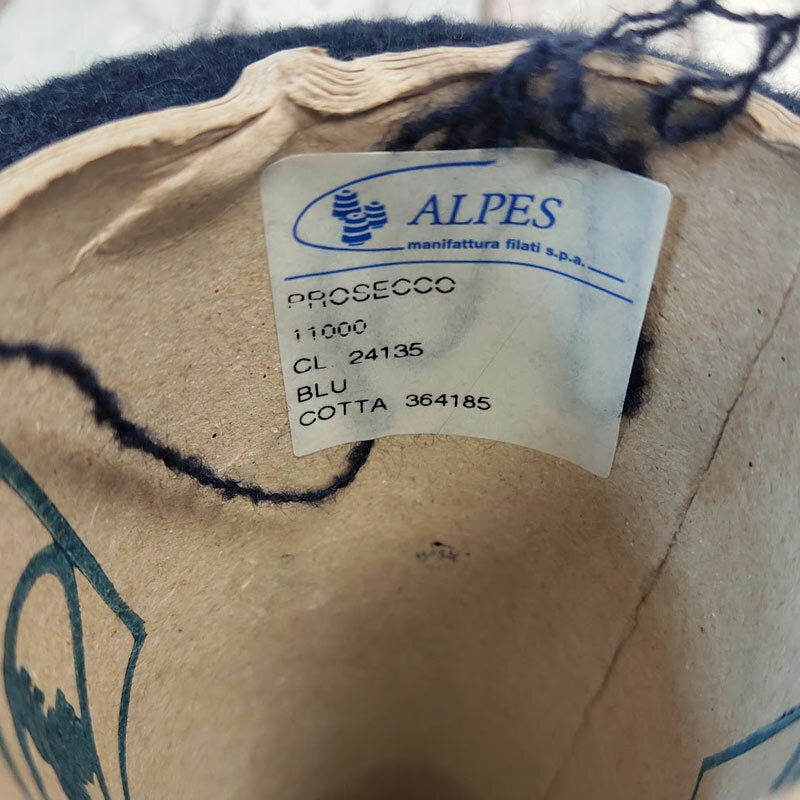 ALPES
manifattura filati s.p.a.
PROSECCO
11000
CL 24135
BLU
COTTA 364185